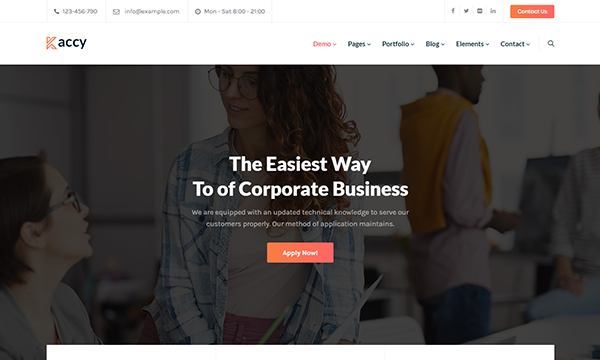 123-456-790
info@example.com
Mon - Sat 8:00 - 21:00
Contact Us
Kaccy
Demo
Pages
Portfolio
Blog
Elements
Contact
The Easiest Way
To of Corporate Business
We are equipped with an updated technical knowledge to serve our
customers properly. Our method of application maintains.
Apply Now!